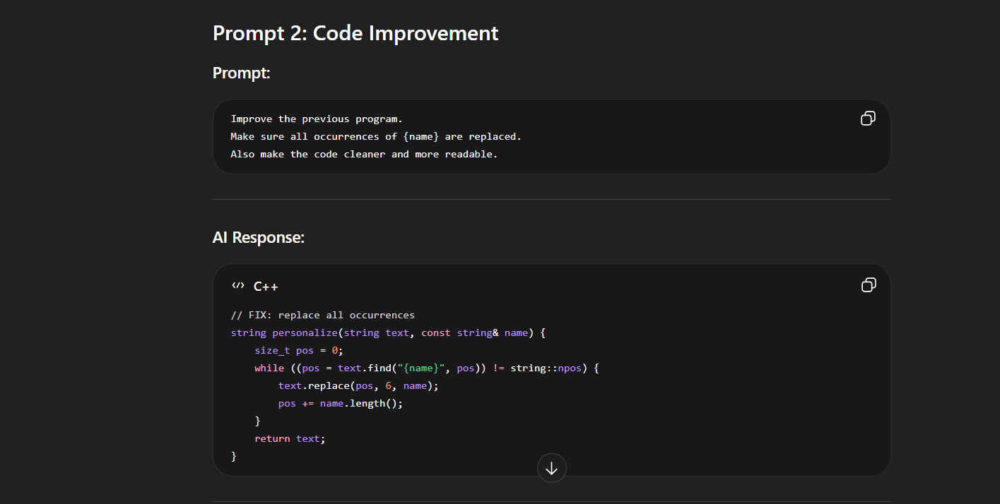 Prompt 2: Code Improvement
Prompt:
Improve the previous program.
Make sure all occurrences of {name} are replaced.
Also make the code cleaner and more readable.
AI Response:
C++
// FIX: replace all occurrences
string personalize(string text, const string& name) {
    size_t pos = 0;
    while ((pos = text.find("{name}", pos)) != string::npos) {
        text.replace(pos, 6, name);
        pos += name.length();
    }
    return text;
}